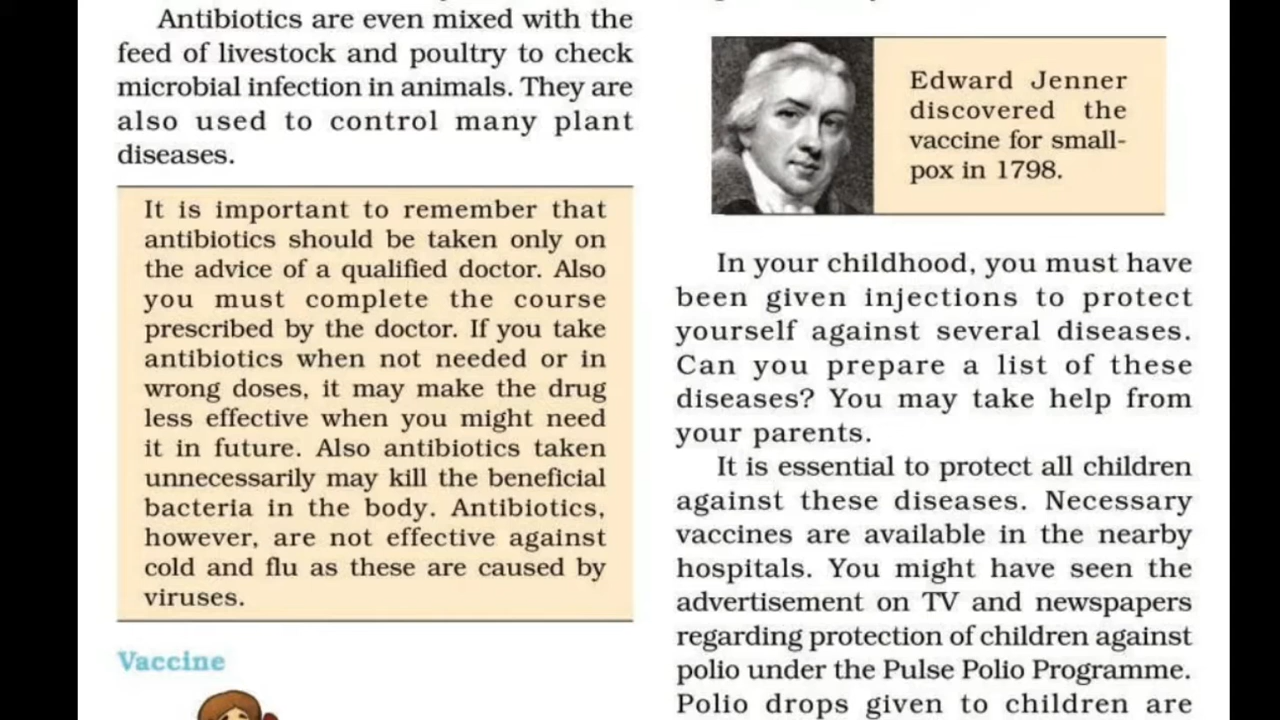 Antibiotics are even mixed with the
feed of livestock and poultry to check
microbial infection in animals. They are
also used to control many plant
diseases.
It is important to remember that
antibiotics should be taken only on
the advice of a qualified doctor. Also
you must complete the course
prescribed by the doctor. If you take
antibiotics when not needed or in
wrong doses, it may make the drug
less effective when you might need
it in future. Also antibiotics taken
unnecessarily may kill the beneficial
bacteria in the body. Antibiotics,
however, are not effective against
cold and flu as these are caused by
viruses.
Vaccine
Edward Jenner
discovered the
vaccine for small-
pox in 1798.
In your childhood, you must have
been given injections to protect
yourself against several diseases.
Can you prepare a list of these
diseases? You may take help from
your parents.
It is essential to protect all children
against these diseases. Necessary
vaccines are available in the nearby
hospitals. You might have seen the
advertisement on TV and newspapers
regarding protection of children against
polio under the Pulse Polio Programme.
Polio drops given to children are